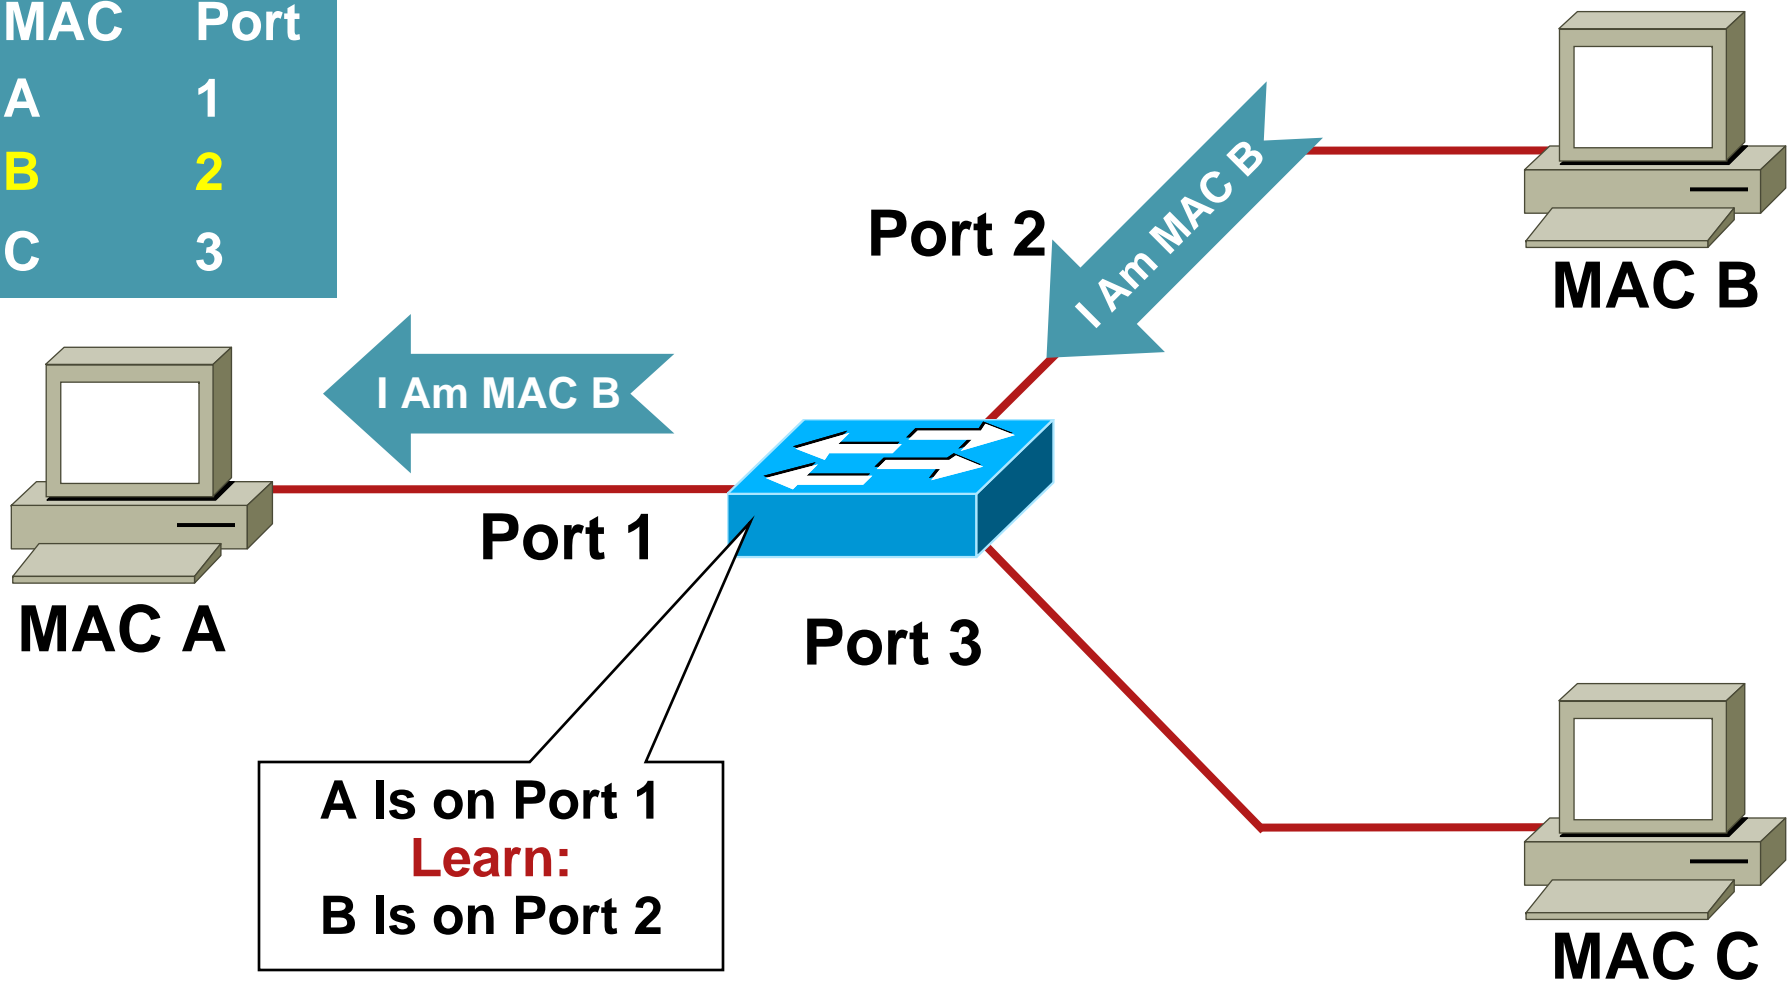 MAC Port
A 1
B 2
C 3
I Am MAC B
Port 2
MAC B
I Am MAC B
Port 1
MAC A
Port 3
A Is on Port 1
Learn:
B Is on Port 2
MAC C